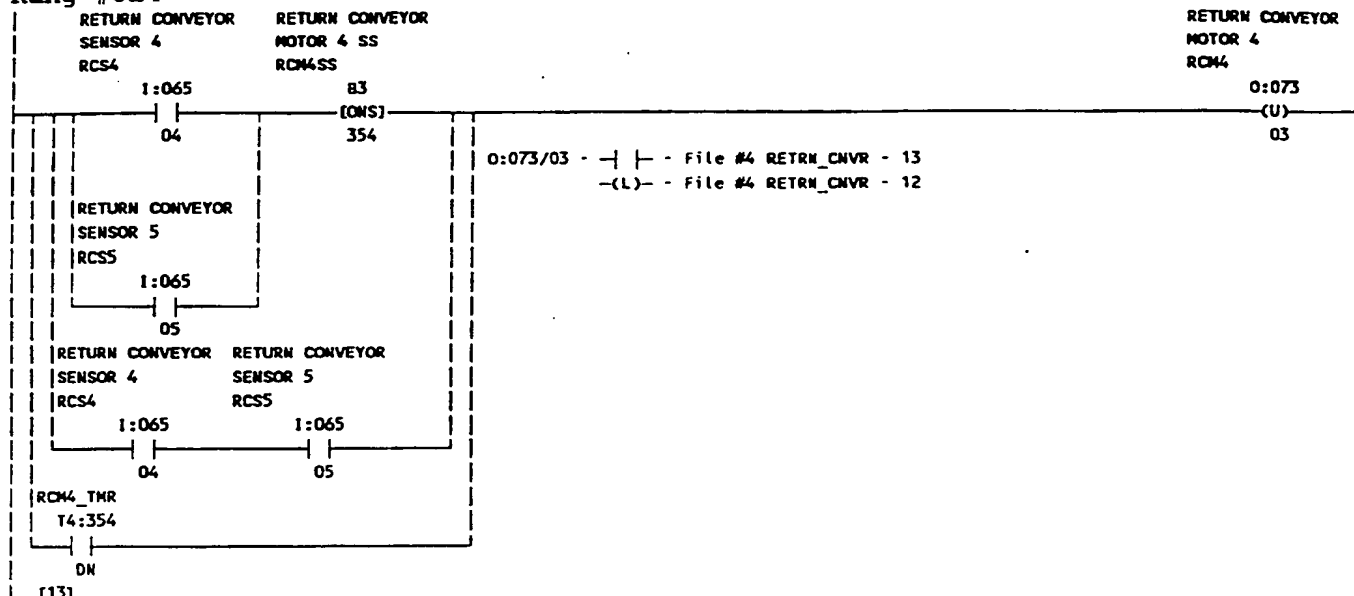 RETURN CONVEYOR RETURN CONVEYOR RETURN CONVEYOR
SENSOR 4 MOTOR 4 SS MOTOR 4
RCS4 RCM4SS RCM4
I:065 B3 O:073
[ONS] (U)
04 354 03
O:073/03 - -| |- - File #4 RETRN_CNVR - 13
-(L)- - File #4 RETRN_CNVR - 12
RETURN CONVEYOR
SENSOR 5
RCS5
I:065
05
RETURN CONVEYOR RETURN CONVEYOR
SENSOR 4 SENSOR 5
RCS4 RCS5
I:065 I:065
04 05
RCM4_TMR
T4:354
DN
[13]